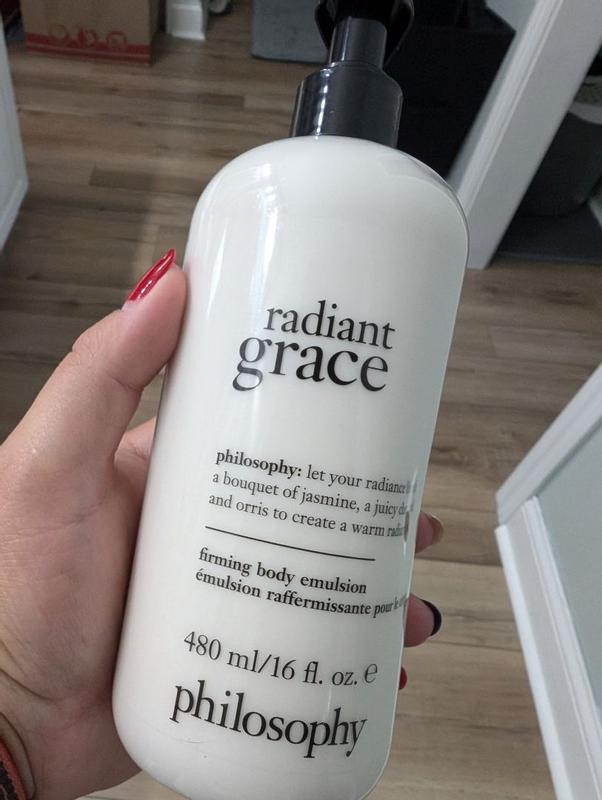 radiant
grace
philosophy: let your radiance
a bouquet of jasmine, a juicy
and orris to create a warm
firming body emulsion
émulsion raffermissante pour le
480 ml/16 fl. oz. e
philosophy